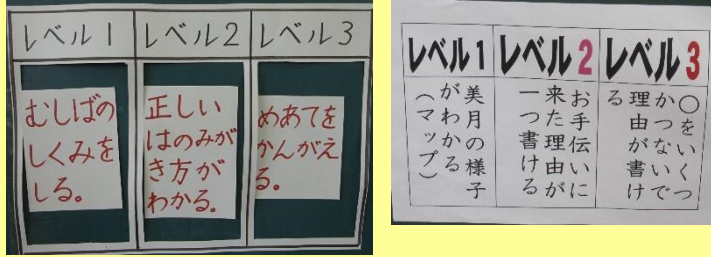 レベル1
むしばの
しくみを
しる。
レベル2
正しい
はのみが
き方が
わかる。
レベル3
めあてを
かんがえ
る。
レベル1
美月の様子
がわかる
（マップ）
レベル2
お手伝いに
来た理由が
一つ書ける
レベル3
○をいくつ
かつないで
理由が書け
る